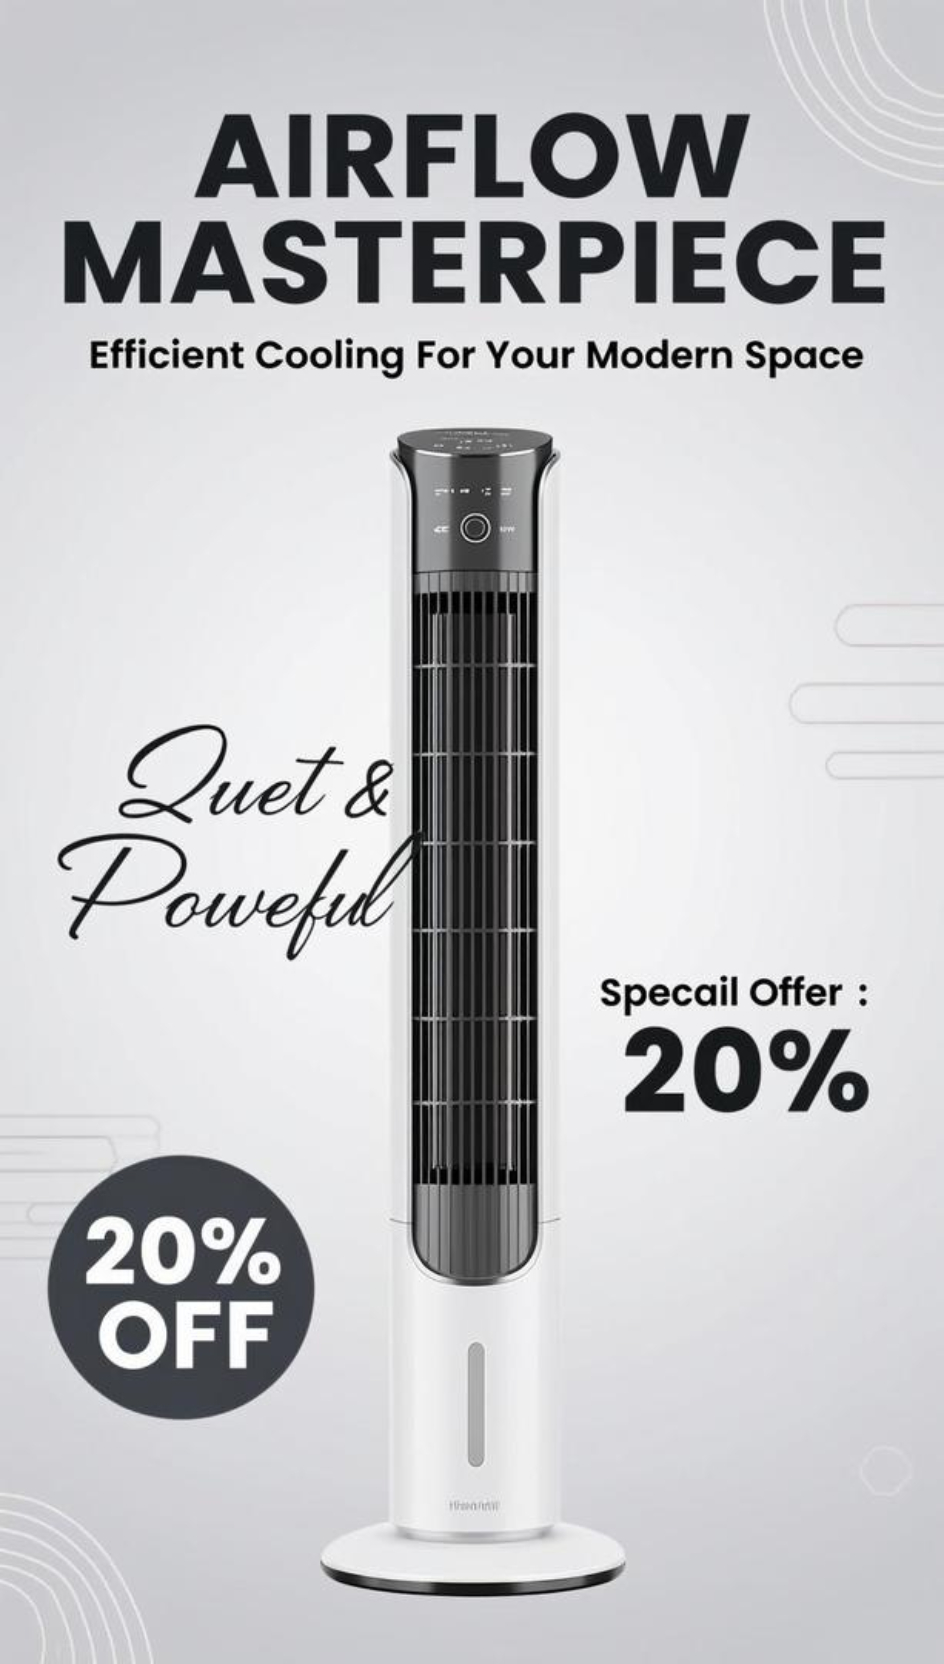 AIRFLOW
MASTERPIECE
Efficient Cooling For Your Modern Space
Quet &
Poweful
Specail Offer :
20%
20%
OFF